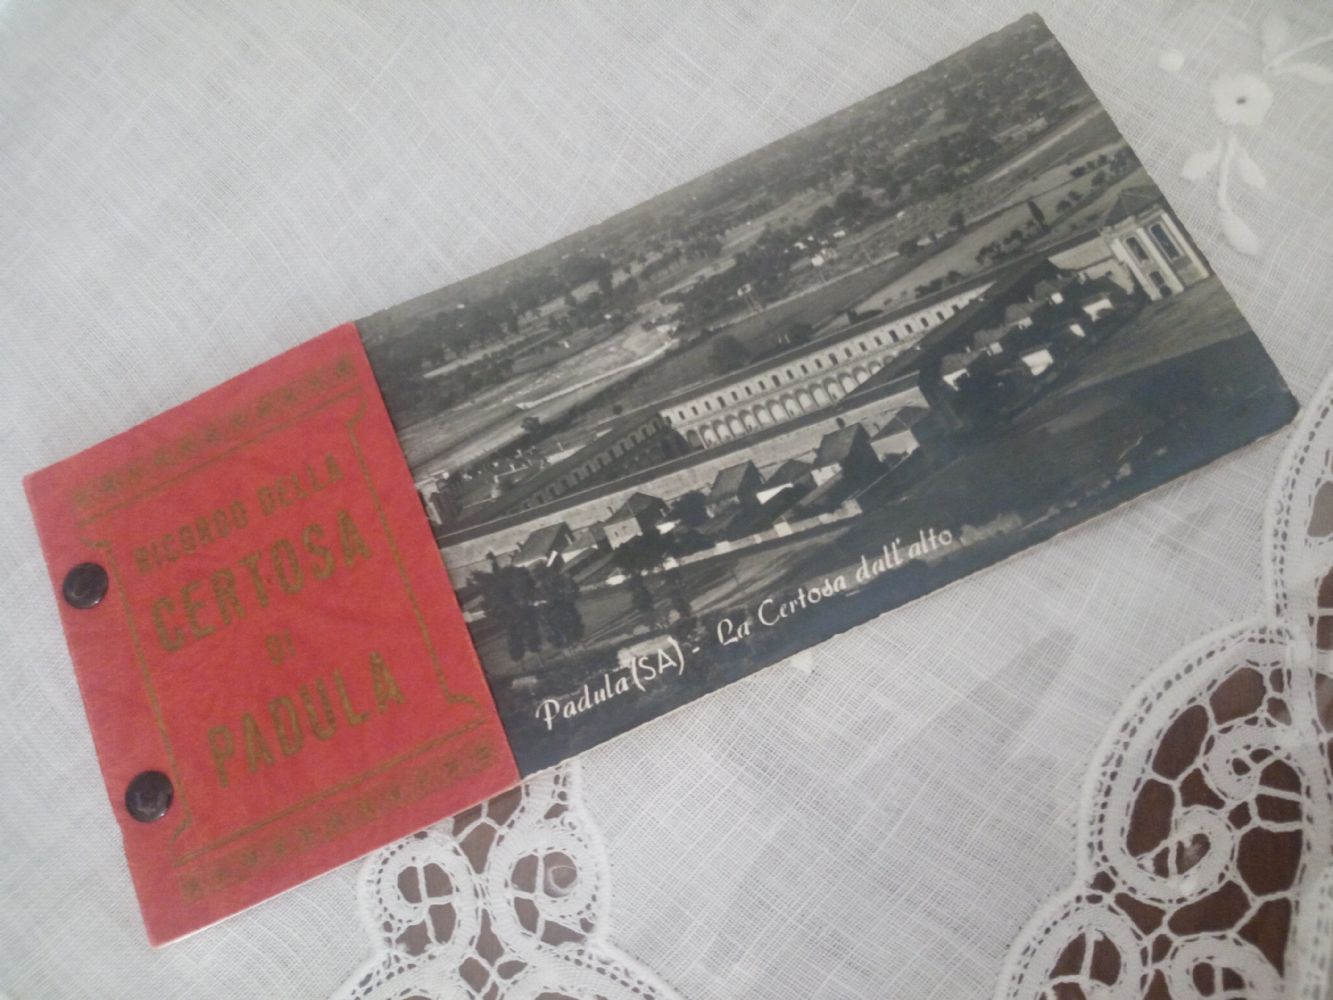 RICORDO DELLA
CERTOSA
DI
PADULA
Padula (SA) - La Certosa dall'alto